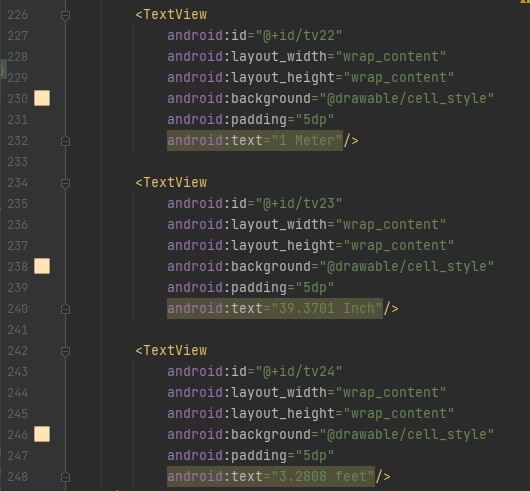 226 <TextView
227 android:id="@+id/tv22"
228 android:layout_width="wrap_content"
229 android:layout_height="wrap_content"
230 android:background="@drawable/cell_style"
231 android:padding="5dp"
232 android:text="1 Meter"/>
233
234 <TextView
235 android:id="@+id/tv23"
236 android:layout_width="wrap_content"
237 android:layout_height="wrap_content"
238 android:background="@drawable/cell_style"
239 android:padding="5dp"
240 android:text="39.3701 Inch"/>
241
242 <TextView
243 android:id="@+id/tv24"
244 android:layout_width="wrap_content"
245 android:layout_height="wrap_content"
246 android:background="@drawable/cell_style"
247 android:padding="5dp"
248 android:text="3.2808 feet"/>